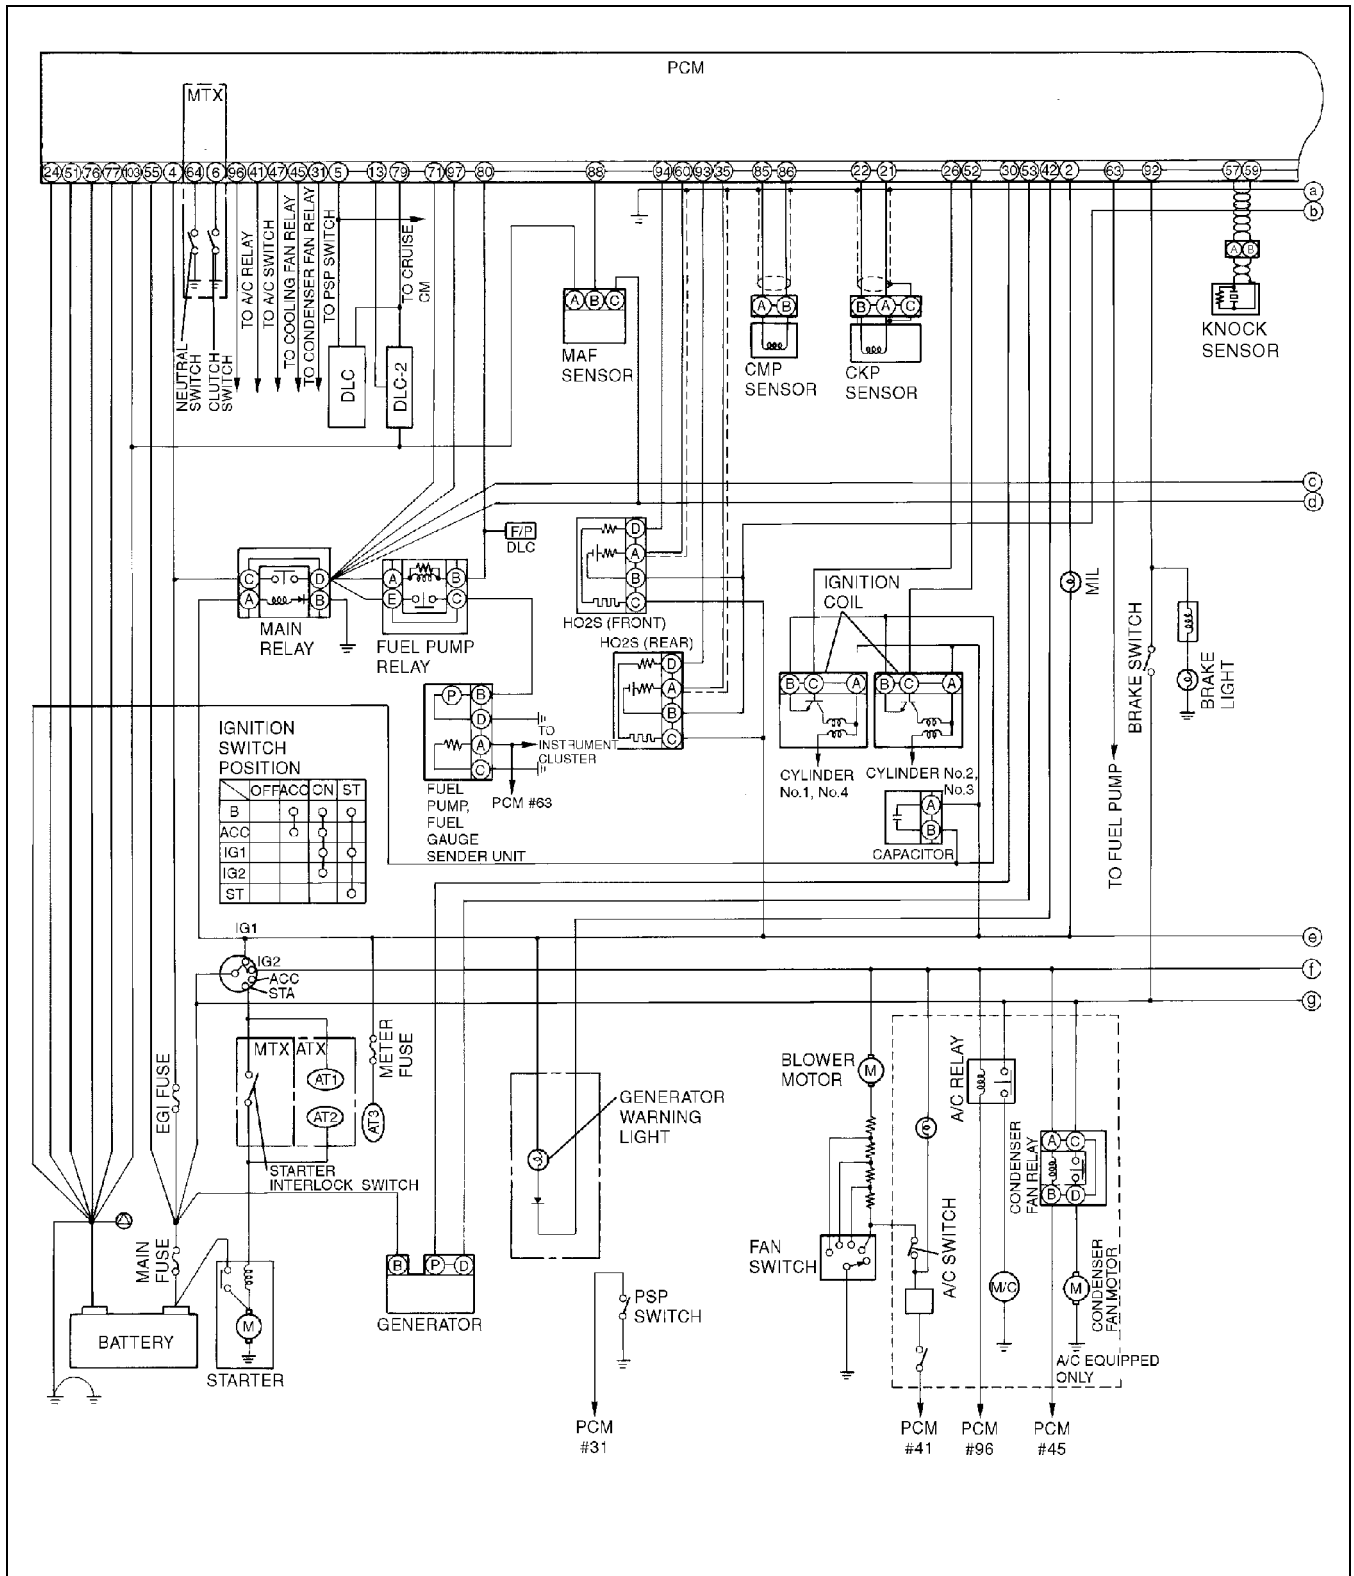 PCM
MTX
24 51 76 77 103 55 4 64 6 96 41 47 45 31 5 13 79 71 97 80 88 94 60 93 35 85 86 22 21 26 52 30 53 42 2 63 92 57 59
a
b
NEUTRAL
SWITCH
CLUTCH
SWITCH
TO A/C RELAY
TO A/C SWITCH
TO COOLING FAN RELAY
TO CONDENSER FAN RELAY
TO PSP SWITCH
TO CRUISE
CM
DLC
DLC-2
A B C
MAF
SENSOR
A B
CMP
SENSOR
B A C
CKP
SENSOR
A B
KNOCK
SENSOR
c
d
F/P
DLC
C D
A B
MAIN
RELAY
A B
E C
FUEL PUMP
RELAY
D
A
B
C
HO2S (FRONT)
HO2S (REAR)
D
A
B
C
IGNITION
COIL
B C A
B C A
CYLINDER
No.1, No.4
CYLINDER No.2,
No.3
A
B
CAPACITOR
MIL
BRAKE SWITCH
BRAKE
LIGHT
TO FUEL PUMP
P B
D
A
C
TO
INSTRUMENT
CLUSTER
PCM #63
FUEL
PUMP,
FUEL
GAUGE
SENDER UNIT
IGNITION
SWITCH
POSITION
OFF ACC ON ST
B
ACC
IG1
IG2
ST
IG1
IG2
ACC
STA
e
f
g
EGI FUSE
MTX ATX
AT1
AT2
METER
FUSE
AT3
STARTER
INTERLOCK SWITCH
GENERATOR
WARNING
LIGHT
BLOWER
MOTOR
M
FAN
SWITCH
A/C RELAY
A/C SWITCH
M/C
CONDENSER
FAN RELAY
A C
B D
M
CONDENSER
FAN MOTOR
A/C EQUIPPED
ONLY
MAIN
FUSE
BATTERY
M
STARTER
B P D
GENERATOR
PSP
SWITCH
PCM
#31
PCM
#41
PCM
#96
PCM
#45